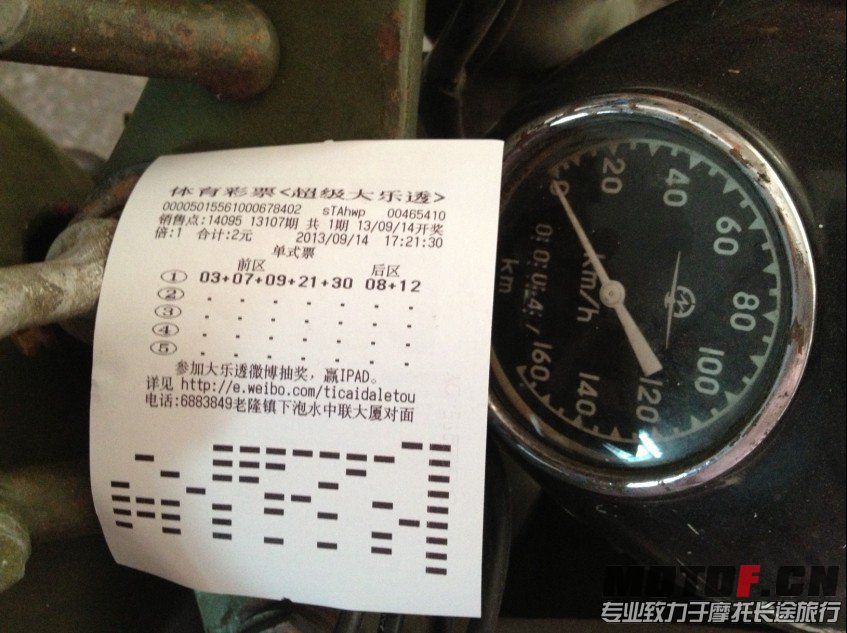 体育彩票<超级大乐透>
00005015561000678402 sTAhwp 00465410
销售点:14095 13107期 共 1期 13/09/14开奖
倍:1 合计:2元 2013/09/14 17:21:30
单式票
前区 后区
① 03+07+09+21+30 08+12
②
③
④
⑤
参加大乐透微博抽奖，赢IPAD。
详见 http://e.weibo.com/ticaidaletou
电话:6883849老隆镇下泡水中联大厦对面
0
20
40
60
80
100
120
140
160
km/h
km
MOTOF.CN
专业致力于摩托长途旅行